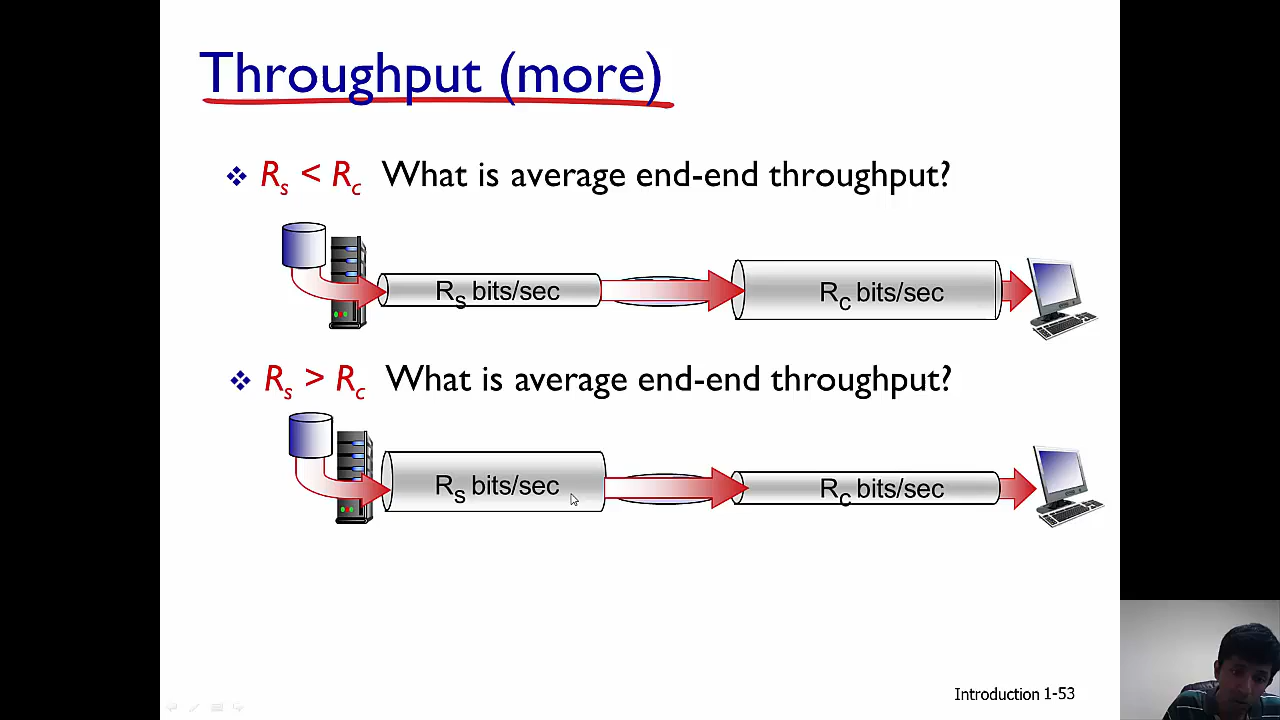 Throughput (more)
❖ Rs < Rc What is average end-end throughput?
RS bits/sec
RC bits/sec
❖ Rs > Rc What is average end-end throughput?
RS bits/sec
RC bits/sec
Introduction 1-53